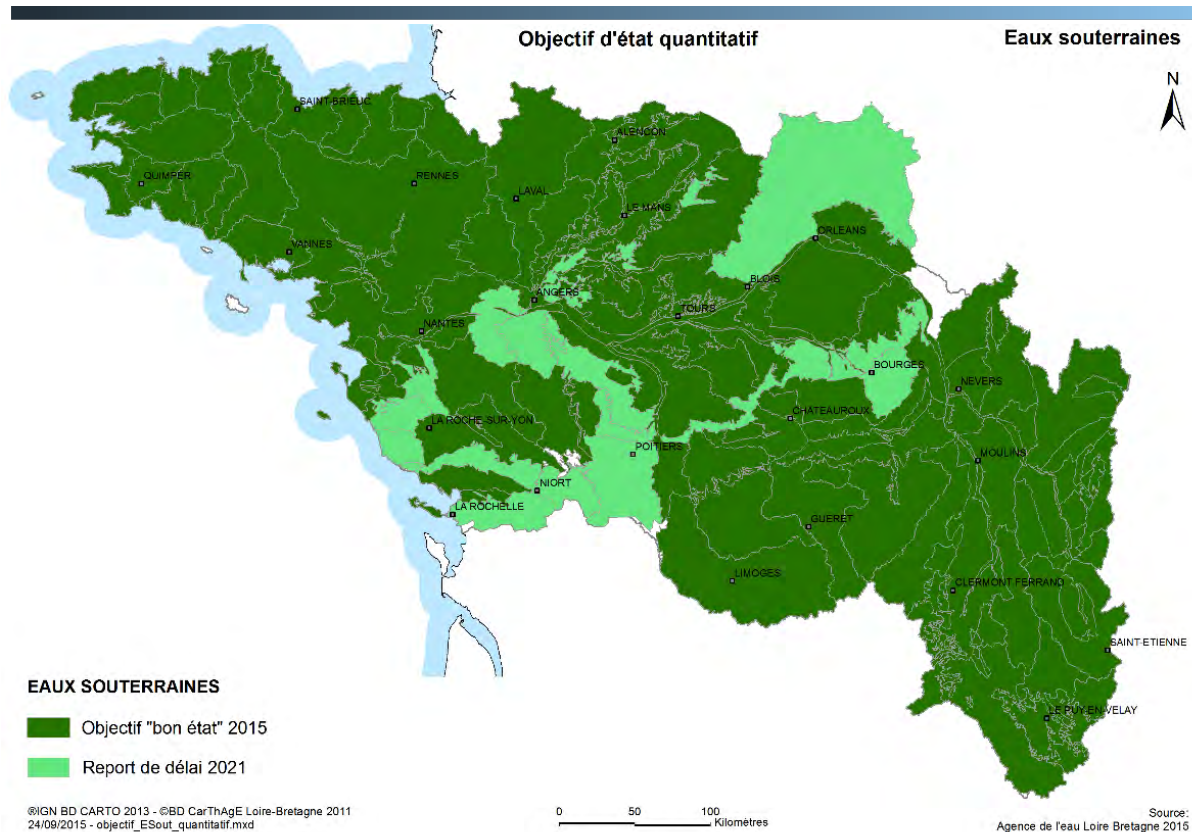 Objectif d'état quantitatif
Eaux souterraines
N
SAINT-BRIEUC
ALENCON
QUIMPER
RENNES
LAVAL
LE MANS
ORLEANS
VANNES
BLOIS
ANGERS
TOURS
NANTES
BOURGES
NEVERS
CHATEAUROUX
LA ROCHE-SUR-YON
POITIERS
MOULINS
NIORT
LA ROCHELLE
GUERET
LIMOGES
CLERMONT FERRAND
SAINT-ETIENNE
LE PUY-EN-VELAY
EAUX SOUTERRAINES
Objectif "bon état" 2015
Report de délai 2021
®IGN BD CARTO 2013 - ©BD CarThAgE Loire-Bretagne 2011
24/09/2015 - objectif_ESout_quantitatif.mxd
0 50 100
Kilomètres
Source:
Agence de l'eau Loire Bretagne 2015